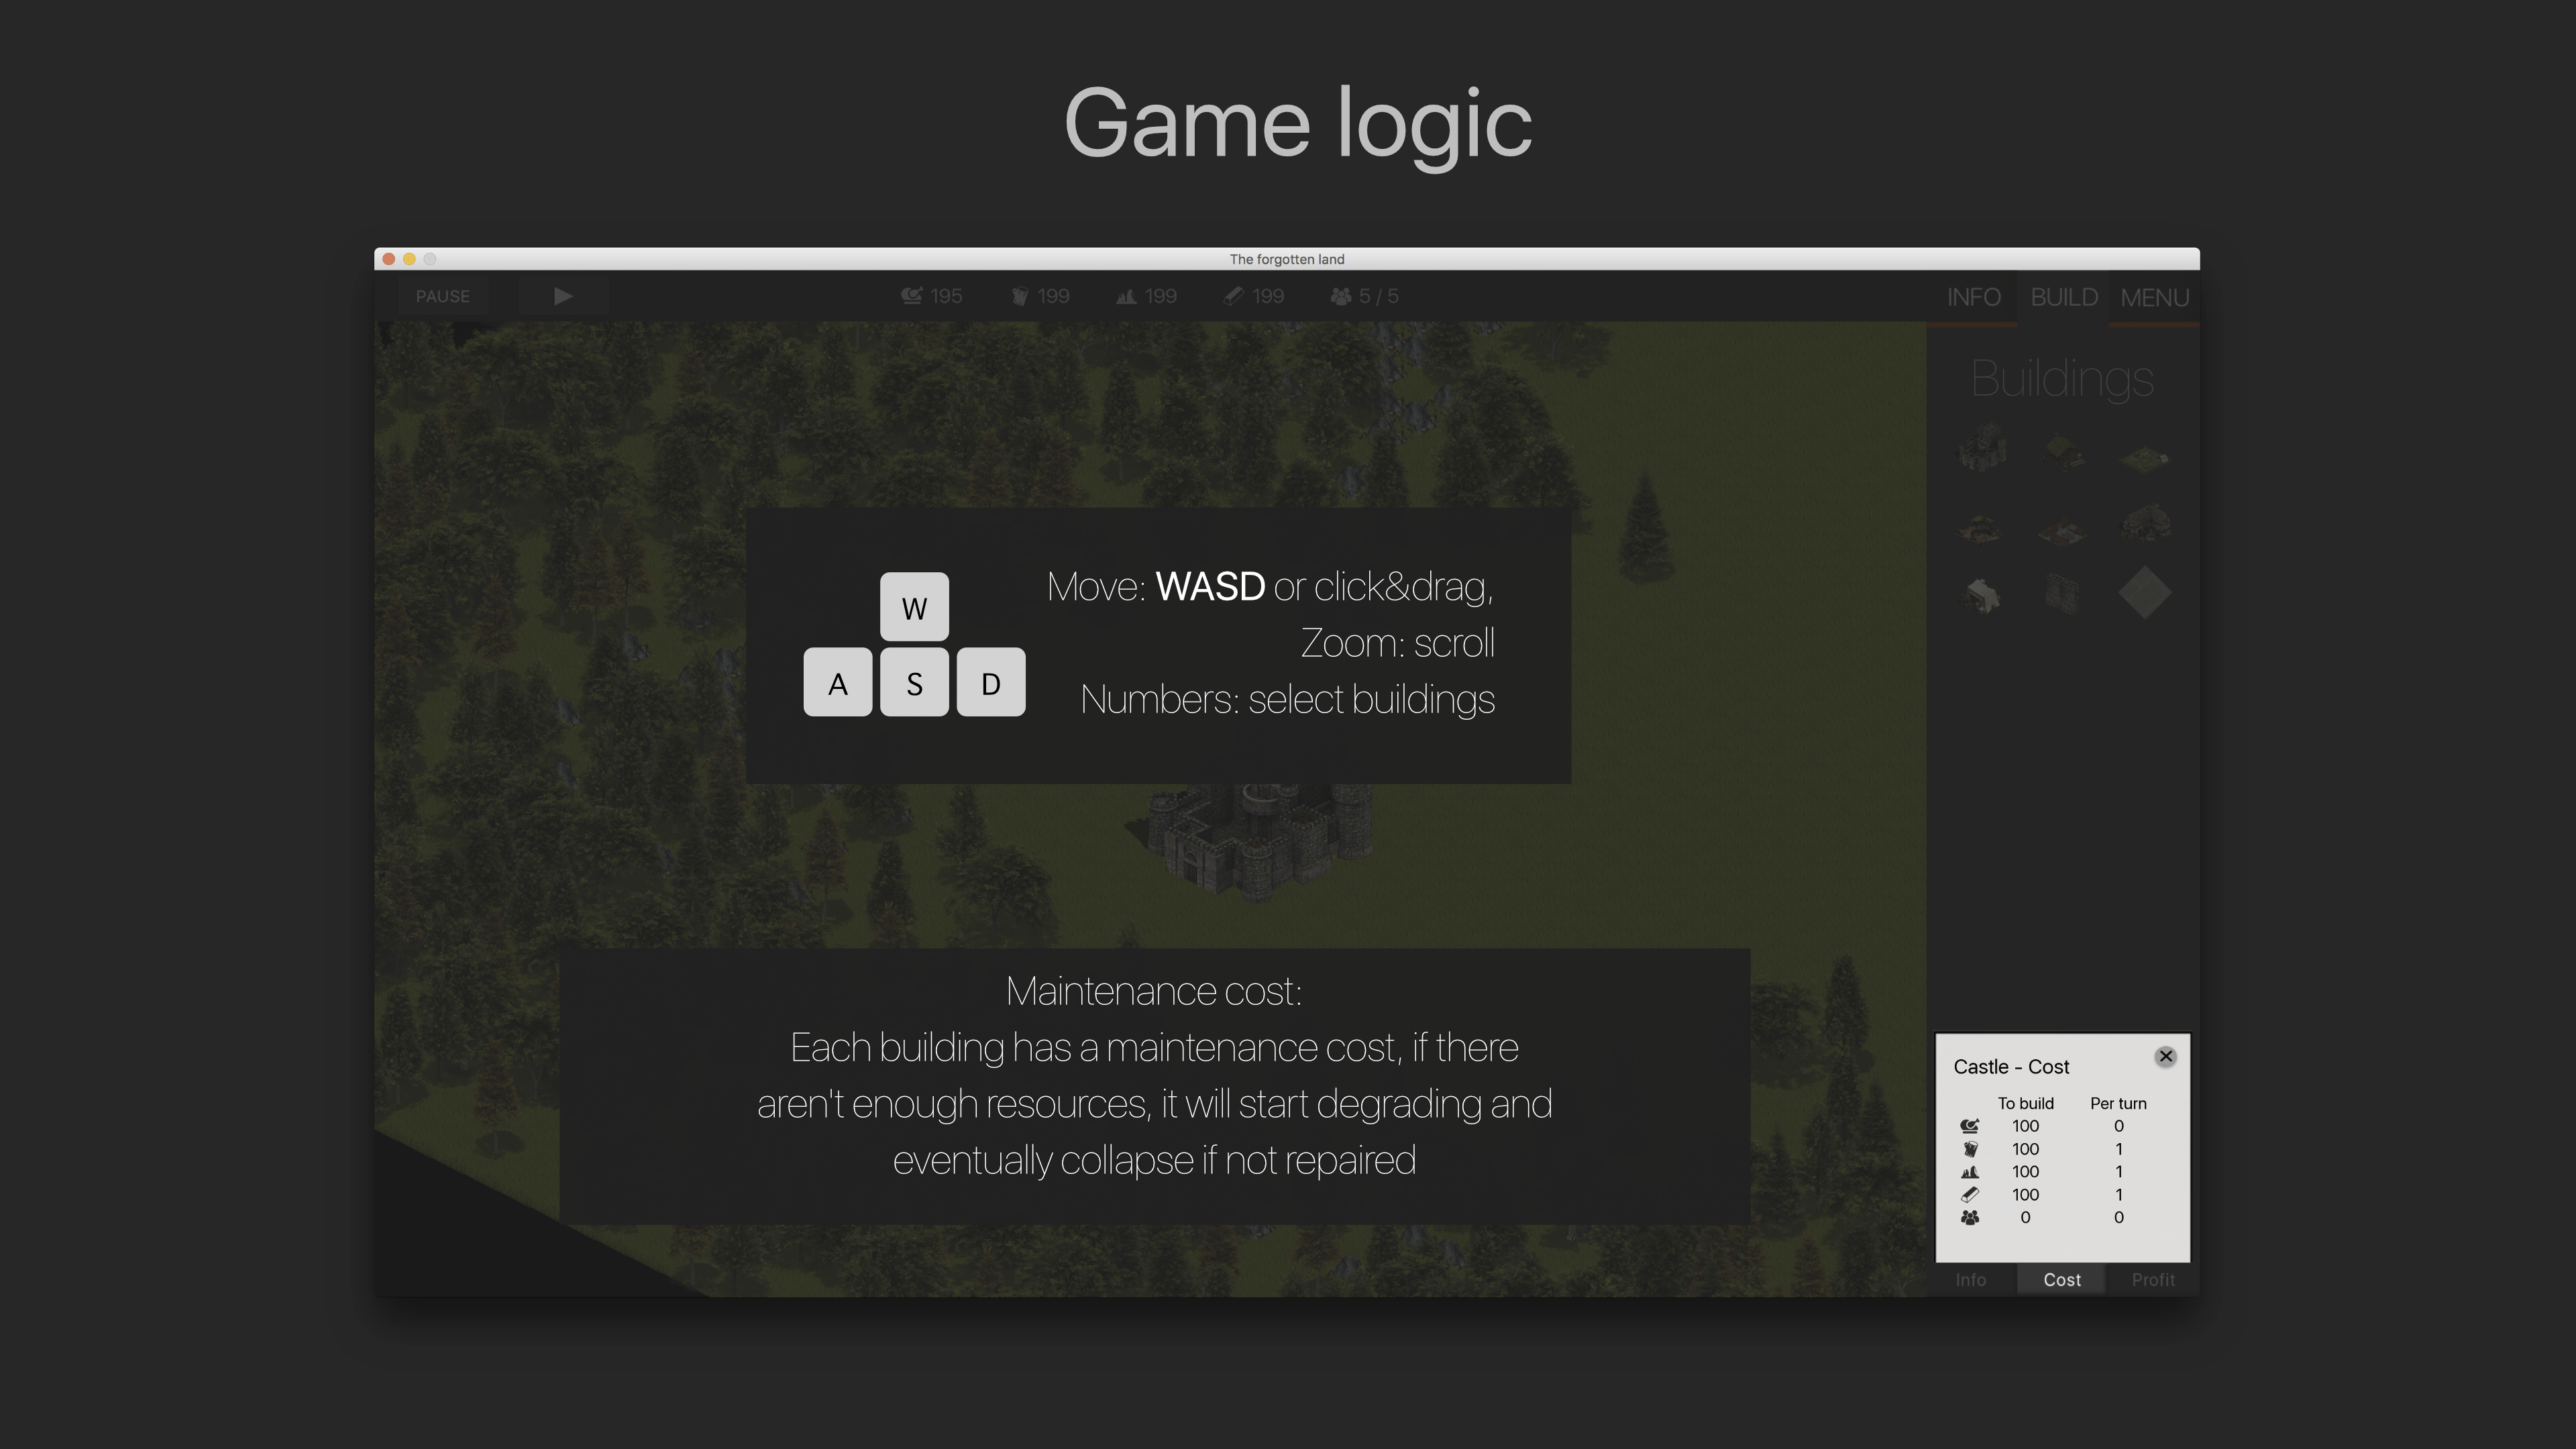 Game logic
The forgotten land
PAUSE
195 199 199 199 5 / 5
INFO BUILD MENU
Buildings
W
A S D
Move: WASD or click&drag,
Zoom: scroll
Numbers: select buildings
Maintenance cost:
Each building has a maintenance cost, if there
aren't enough resources, it will start degrading and
eventually collapse if not repaired
Castle - Cost
To build Per turn
100 0
100 1
100 1
100 1
0 0
Info Cost Profit